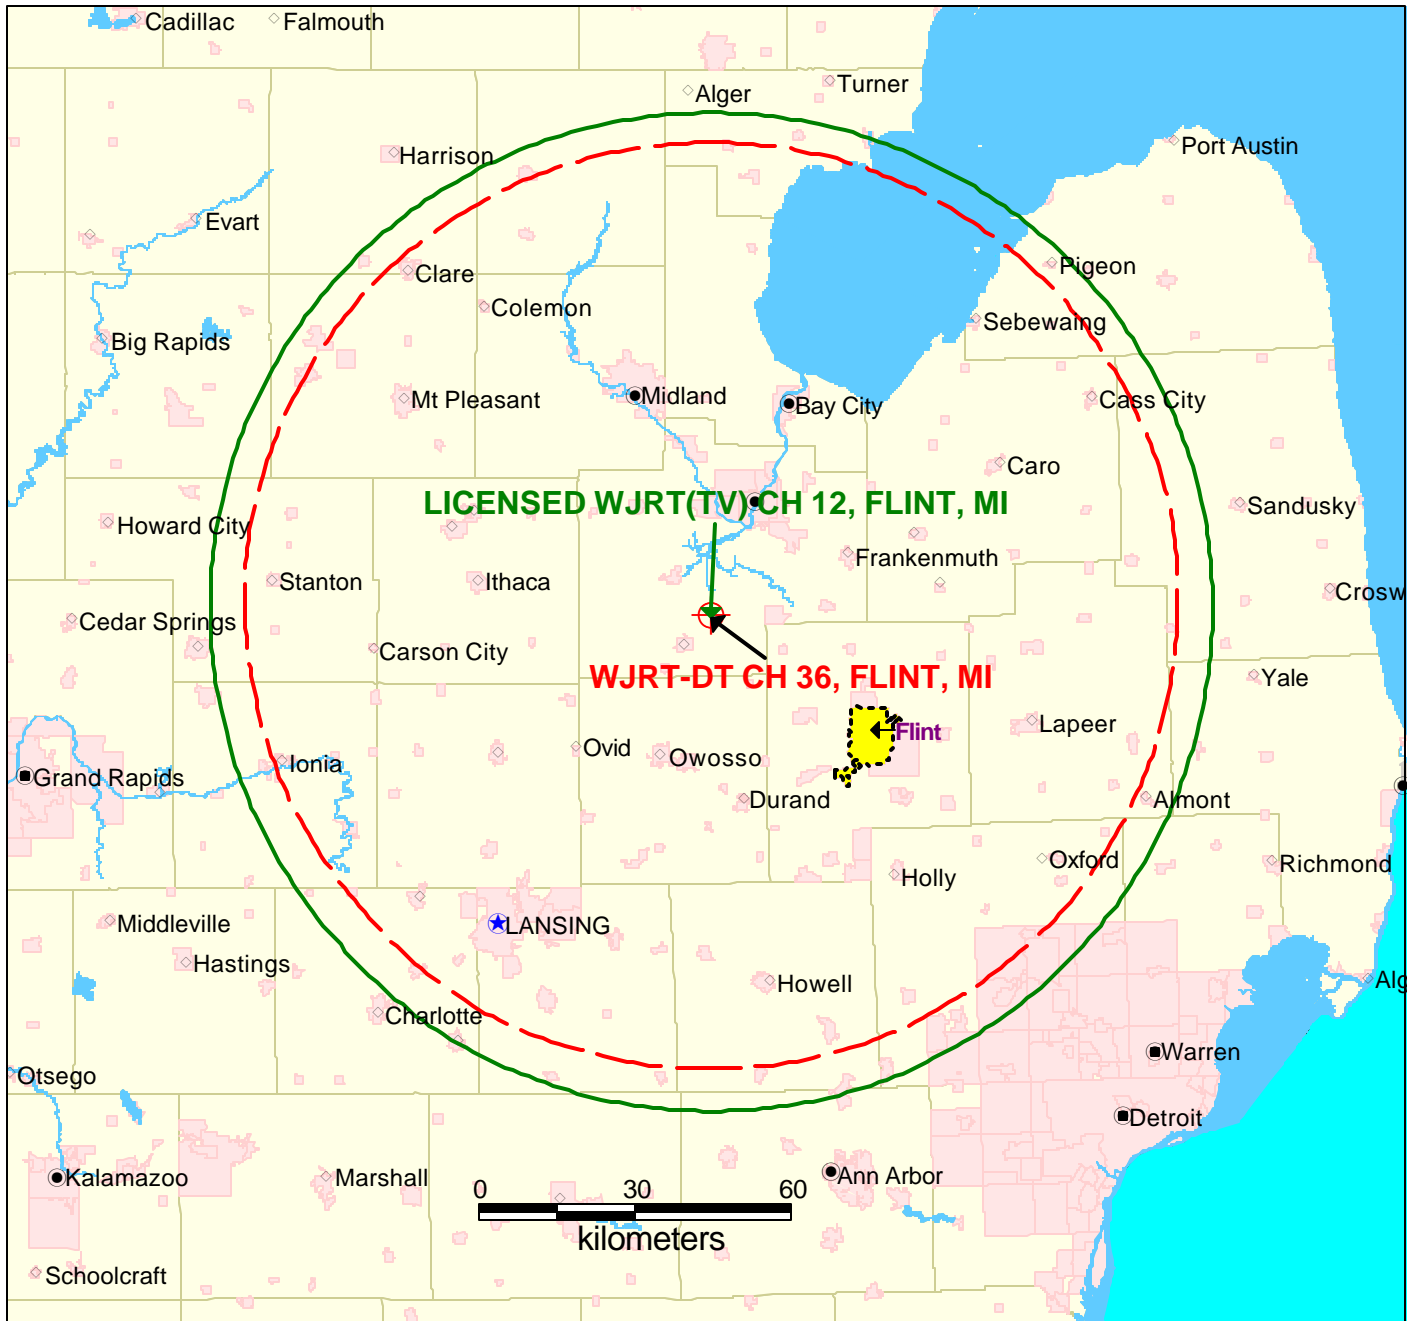 Cadillac
Falmouth
Turner
Alger
Port Austin
Harrison
Evart
Pigeon
Clare
Colemon
Sebewaing
Big Rapids
Mt Pleasant
Midland
Bay City
Cass City
Caro
LICENSED WJRT(TV) CH 12, FLINT, MI
Sandusky
Howard City
Frankenmuth
Stanton
Ithaca
Crosw
Cedar Springs
Carson City
WJRT-DT CH 36, FLINT, MI
Yale
Lapeer
Flint
Ovid
Owosso
Ionia
Grand Rapids
Durand
Almont
Oxford
Richmond
Holly
Middleville
LANSING
Hastings
Howell
Alg
Charlotte
Warren
Otsego
Detroit
Kalamazoo
Marshall
Ann Arbor
0 30 60
kilometers
Schoolcraft